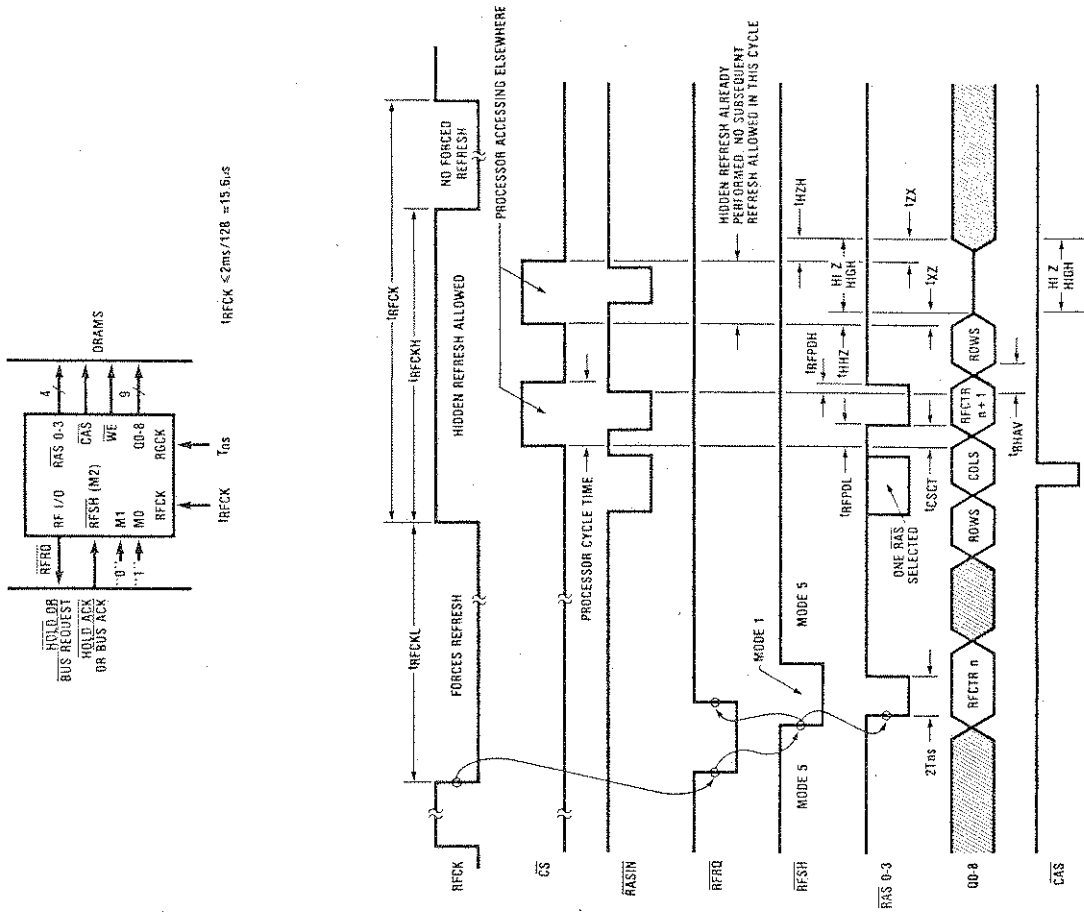 HOLD OR
BUS REQUEST
HOLD ACK
OR BUS ACK
"0"
"1"
RFRQ
RF I/O
RFSH (M2)
M1
M0
RFCK
RAS 0-3
CAS
WE
Q0-8
RGCK
4
9
DRAMS
tRFCK
Tns
tRFCK ≤2ms/128 =15.6µs
RFCK
tRFCKL
FORCES REFRESH
tRFCK
tRFCKH
HIDDEN REFRESH ALLOWED
NO FORCED
REFRESH
PROCESSOR ACCESSING ELSEWHERE
CS
PROCESSOR CYCLE TIME
RASIN
RFRQ
HIDDEN REFRESH ALREADY
PERFORMED. NO SUBSEQUENT
REFRESH ALLOWED IN THIS CYCLE
RFSH
MODE 5
MODE 1
MODE 5
tRFPDL
tRFPDH
tHHZ
HI Z
HIGH
tHZH
RAS 0-3
2Tns
ONE RAS
SELECTED
tCSCT
tXZ
tZX
Q0-8
RFCTR n
ROWS
COLS
RFCTR
n+1
ROWS
tRHAV
CAS
HI Z
HIGH